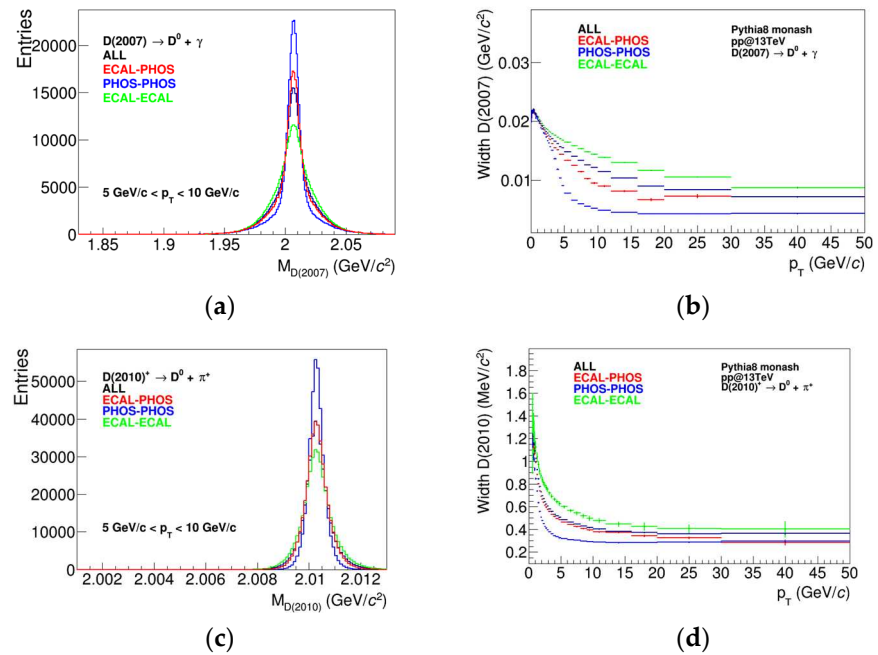 Entries
20000
15000
10000
5000
0
D(2007) → D⁰ + γ
ALL
ECAL-PHOS
PHOS-PHOS
ECAL-ECAL
5 GeV/c < p_T < 10 GeV/c
1.85 1.9 1.95 2 2.05
M_D(2007) (GeV/c²)
(a)
Width D(2007) (GeV/c²)
0.03
0.02
0.01
ALL
ECAL-PHOS
PHOS-PHOS
ECAL-ECAL
Pythia8 monash
pp@13TeV
D(2007) → D⁰ + γ
0 5 10 15 20 25 30 35 40 45 50
p_T (GeV/c)
(b)
Entries
50000
40000
30000
20000
10000
0
D(2010)⁺ → D⁰ + π⁺
ALL
ECAL-PHOS
PHOS-PHOS
ECAL-ECAL
5 GeV/c < p_T < 10 GeV/c
2.002 2.004 2.006 2.008 2.01 2.012
M_D(2010) (GeV/c²)
(c)
Width D(2010) (MeV/c²)
1.8
1.6
1.4
1.2
1
0.8
0.6
0.4
0.2
ALL
ECAL-PHOS
PHOS-PHOS
ECAL-ECAL
Pythia8 monash
pp@13TeV
D(2010)⁺ → D⁰ + π⁺
0 5 10 15 20 25 30 35 40 45 50
p_T (GeV/c)
(d)